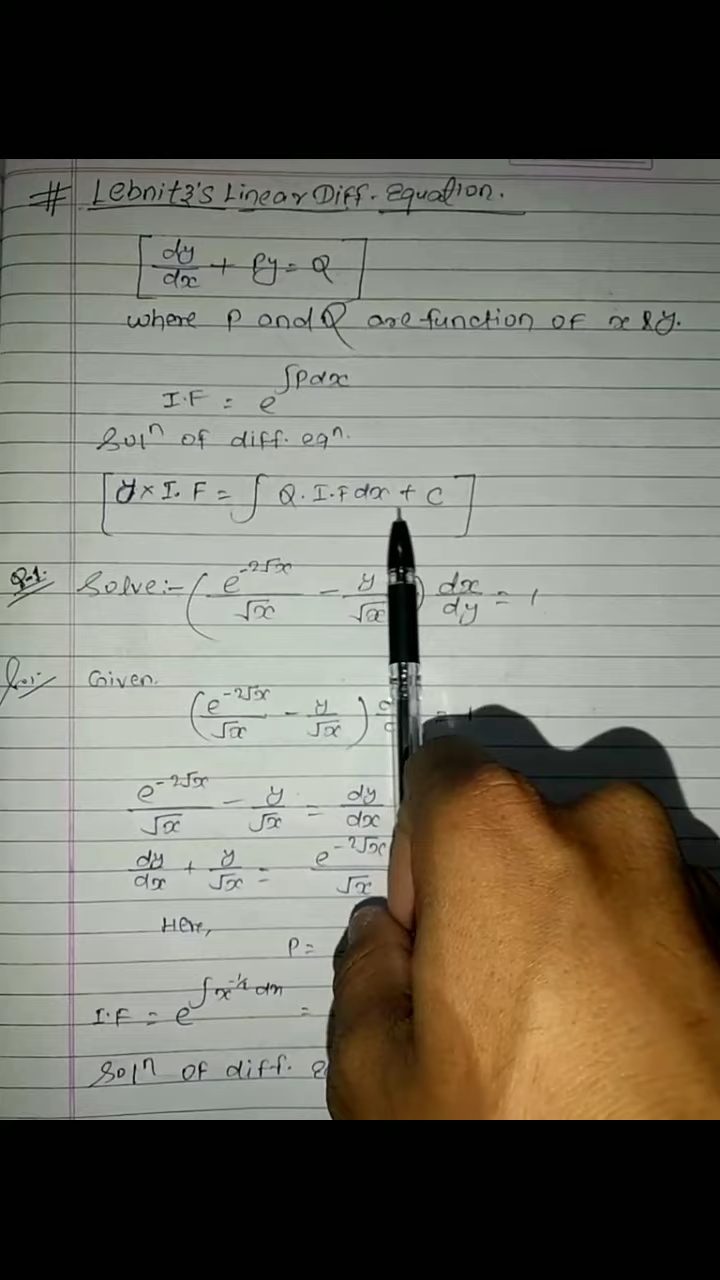 # Lebnitz's Linear Diff. Equation.
[dy/dx + Py = Q]
where P and Q are function of x & y.
I.F = e^∫Pdx
Solⁿ of diff. eqⁿ.
[y × I.F = ∫ Q. I.F dx + C]
Q-1. Solve:- (e^-2√x/√x - y/√x) dx/dy = 1
Sol:- Given.
(e^-2√x/√x - y/√x) = 1
e^-2√x/√x - y/√x = dy/dx
dy/dx + y/√x = e^-2√x/√x
Here,
P =
I.F = e^∫x^-½ dx =
Solⁿ of diff.